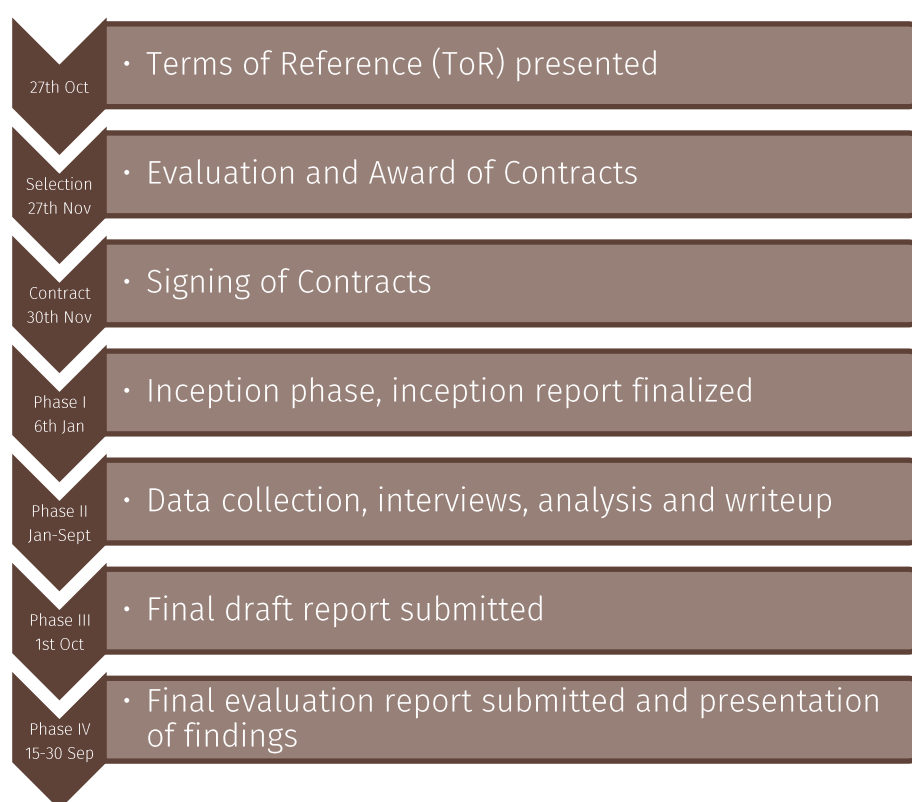 27th Oct
· Terms of Reference (ToR) presented
Selection
27th Nov
· Evaluation and Award of Contracts
Contract
30th Nov
· Signing of Contracts
Phase I
6th Jan
· Inception phase, inception report finalized
Phase II
Jan-Sept
· Data collection, interviews, analysis and writeup
Phase III
1st Oct
· Final draft report submitted
Phase IV
15-30 Sep
· Final evaluation report submitted and presentation
of findings